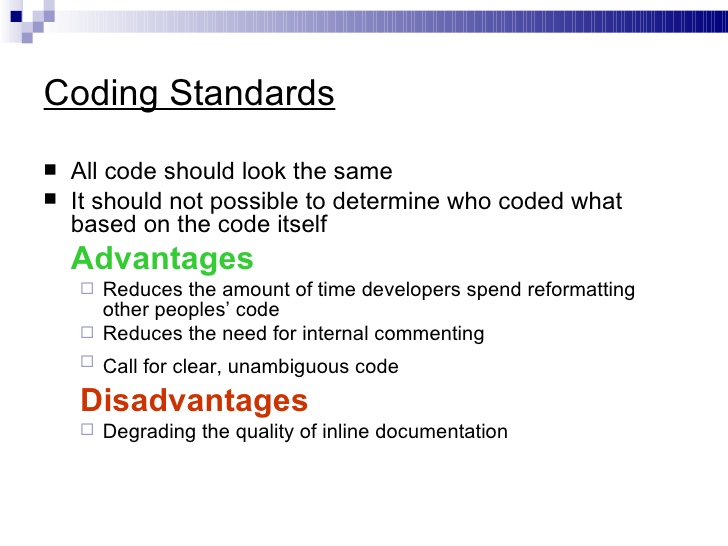 Coding Standards
All code should look the same
It should not possible to determine who coded what
based on the code itself
Advantages
Reduces the amount of time developers spend reformatting
other peoples’ code
Reduces the need for internal commenting
Call for clear, unambiguous code
Disadvantages
Degrading the quality of inline documentation